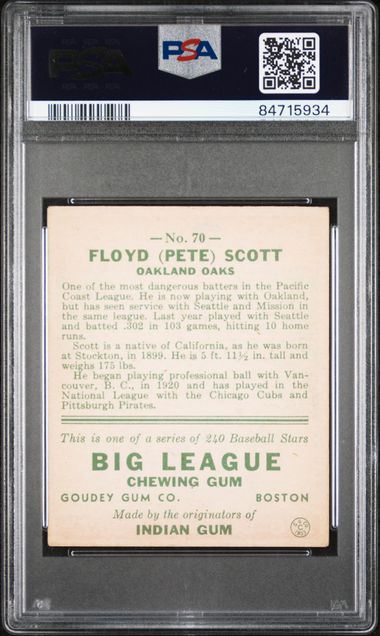 PSA
PSA
84715934
— No. 70 —
FLOYD (PETE) SCOTT
OAKLAND OAKS
One of the most dangerous batters in the Pacific
Coast League. He is now playing with Oakland,
but has seen service with Seattle and Mission in
the same league. Last year played with Seattle
and batted .302 in 103 games, hitting 10 home
runs.
Scott is a native of California, as he was born
at Stockton, in 1899. He is 5 ft. 11½ in. tall and
weighs 175 lbs.
He began playing professional ball with Van-
couver, B. C., in 1920 and has played in the
National League with the Chicago Cubs and
Pittsburgh Pirates.
This is one of a series of 240 Baseball Stars
BIG LEAGUE
CHEWING GUM
GOUDEY GUM CO. BOSTON
Made by the originators of
INDIAN GUM